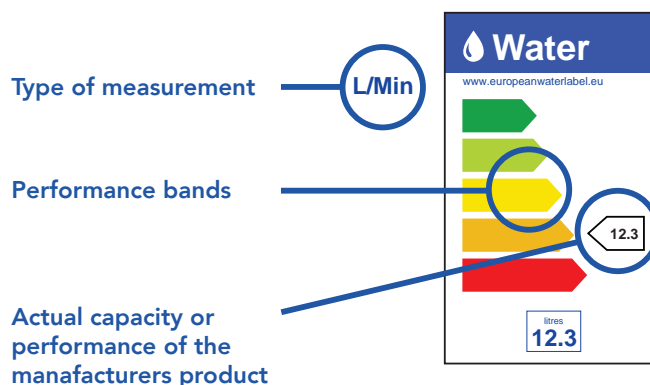 Water
www.europeanwaterlabel.eu
Type of measurement
L/Min
Performance bands
12.3
Actual capacity or
performance of the
manafacturers product
litres
12.3